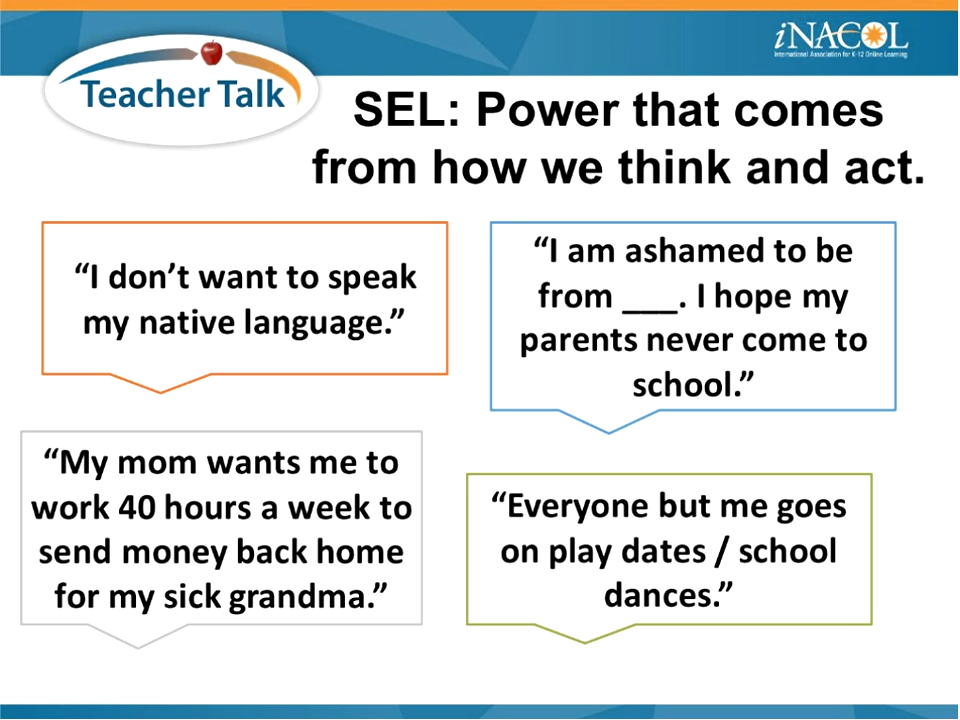 iNACOL
International Association for K-12 Online Learning
Teacher Talk
SEL: Power that comes
from how we think and act.
“I don’t want to speak
my native language.”
“I am ashamed to be
from ___. I hope my
parents never come to
school.”
“My mom wants me to
work 40 hours a week to
send money back home
for my sick grandma.”
“Everyone but me goes
on play dates / school
dances.”